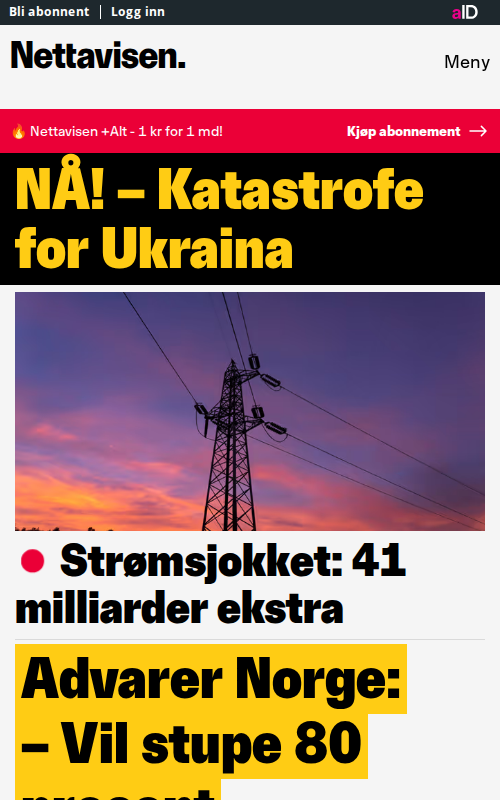 Bli abonnent | Logg inn
aID
Nettavisen.
Meny
🔥 Nettavisen +Alt - 1 kr for 1 md!
Kjøp abonnement →
NÅ! – Katastrofe
for Ukraina
Strømsjokket: 41
milliarder ekstra
Advarer Norge:
– Vil stupe 80
prosent